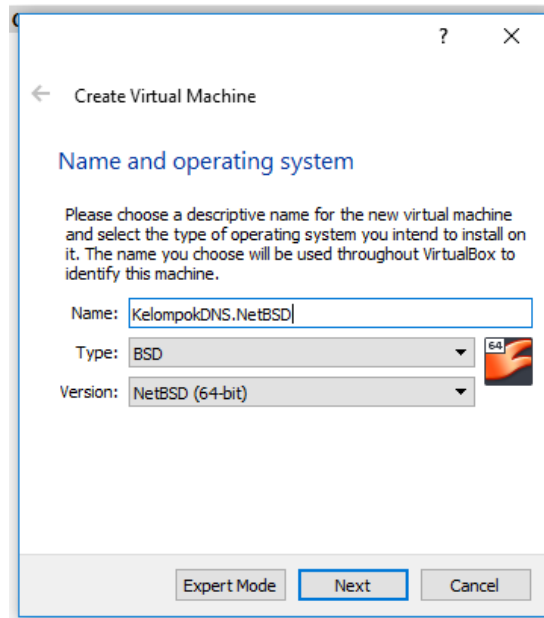 ?
Create Virtual Machine
Name and operating system
Please choose a descriptive name for the new virtual machine
and select the type of operating system you intend to install on
it. The name you choose will be used throughout VirtualBox to
identify this machine.
Name: KelompokDNS.NetBSD
Type: BSD
64
Version: NetBSD (64-bit)
Expert Mode Next Cancel